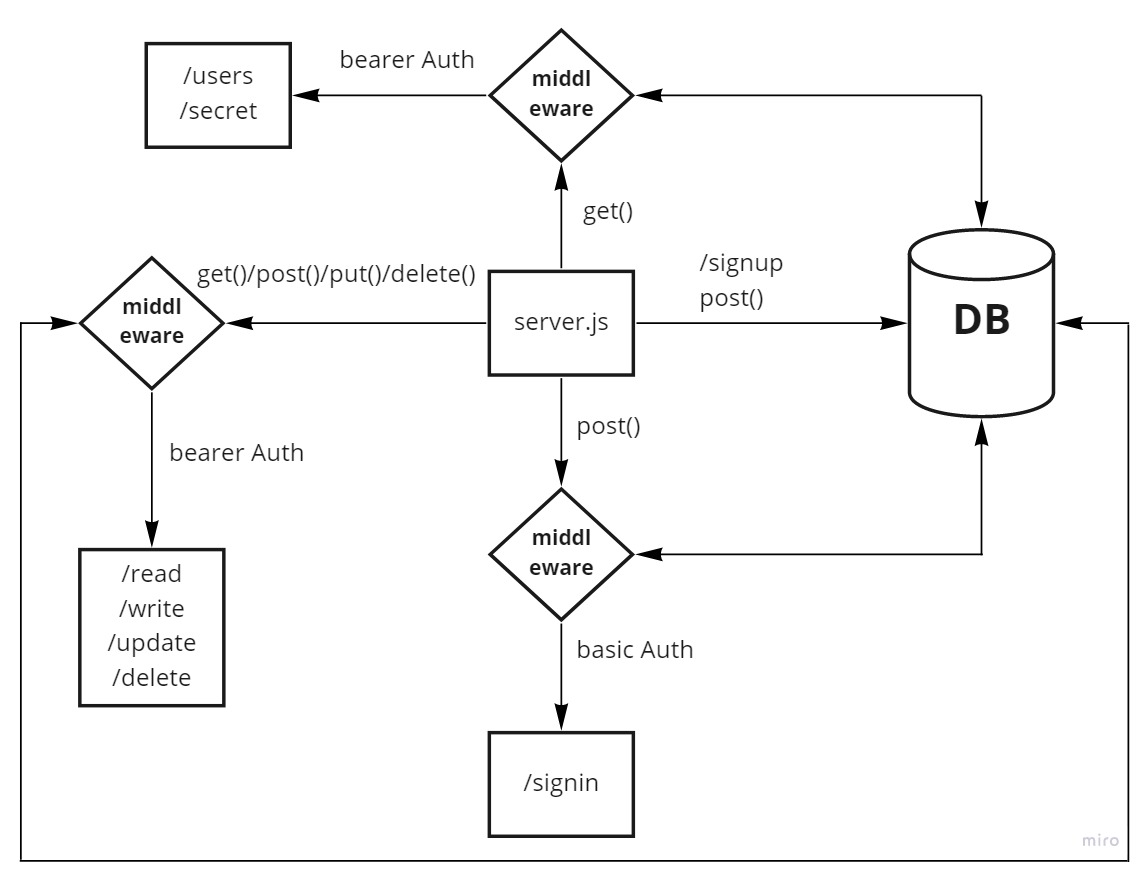 bearer Auth
/users
/secret
middl
eware
get()
get()/post()/put()/delete()
/signup
post()
middl
eware
server.js
DB
post()
bearer Auth
middl
eware
/read
/write
/update
/delete
basic Auth
/signin
miro